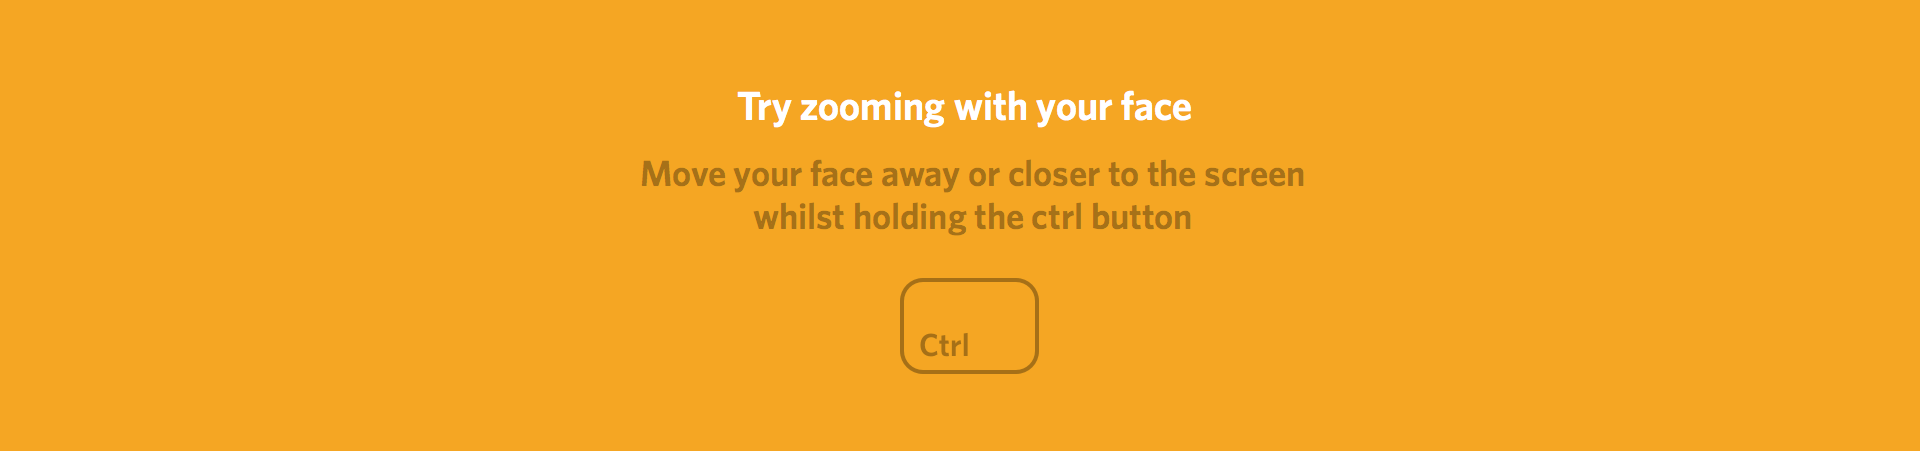 Try zooming with your face
Move your face away or closer to the screen
whilst holding the ctrl button
Ctrl